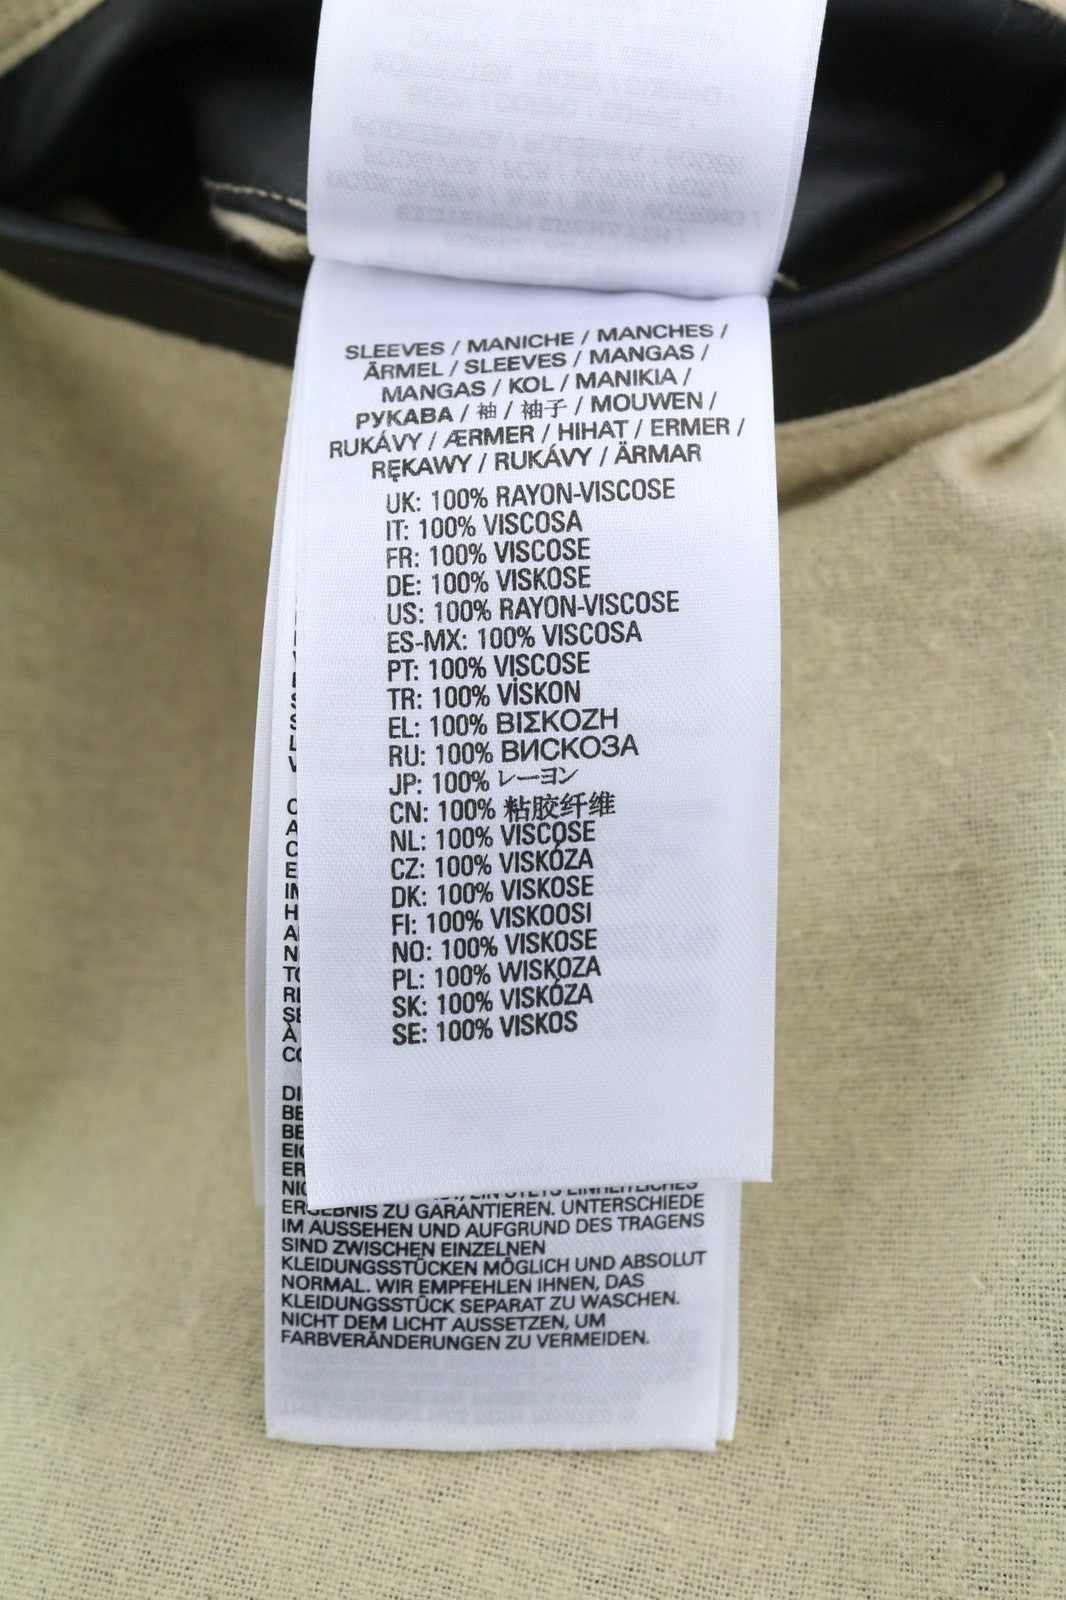 SLEEVES / MANICHE / MANCHES /
ÄRMEL / SLEEVES / MANGAS /
MANGAS / KOL / MANIKIA /
РУКАВА / 袖 / 袖子 / MOUWEN /
RUKÁVY / ÆRMER / HIHAT / ERMER /
RĘKAWY / RUKÁVY / ÄRMAR
UK: 100% RAYON-VISCOSE
IT: 100% VISCOSA
FR: 100% VISCOSE
DE: 100% VISKOSE
US: 100% RAYON-VISCOSE
ES-MX: 100% VISCOSA
PT: 100% VISCOSE
TR: 100% VİSKON
EL: 100% ΒΙΣΚΟΖΗ
RU: 100% ВИСКОЗА
JP: 100% レーヨン
CN: 100% 粘胶纤维
NL: 100% VISCOSE
CZ: 100% VISKÓZA
DK: 100% VISKOSE
FI: 100% VISKOOSI
NO: 100% VISKOSE
PL: 100% WISKOZA
SK: 100% VISKÓZA
SE: 100% VISKOS
EIN STETS EINHEITLICHES
ERGEBNIS ZU GARANTIEREN. UNTERSCHIEDE
IM AUSSEHEN UND AUFGRUND DES TRAGENS
SIND ZWISCHEN EINZELNEN
KLEIDUNGSSTÜCKEN MÖGLICH UND ABSOLUT
NORMAL. WIR EMPFEHLEN IHNEN, DAS
KLEIDUNGSSTÜCK SEPARAT ZU WASCHEN.
NICHT DEM LICHT AUSSETZEN, UM
FARBVERÄNDERUNGEN ZU VERMEIDEN.